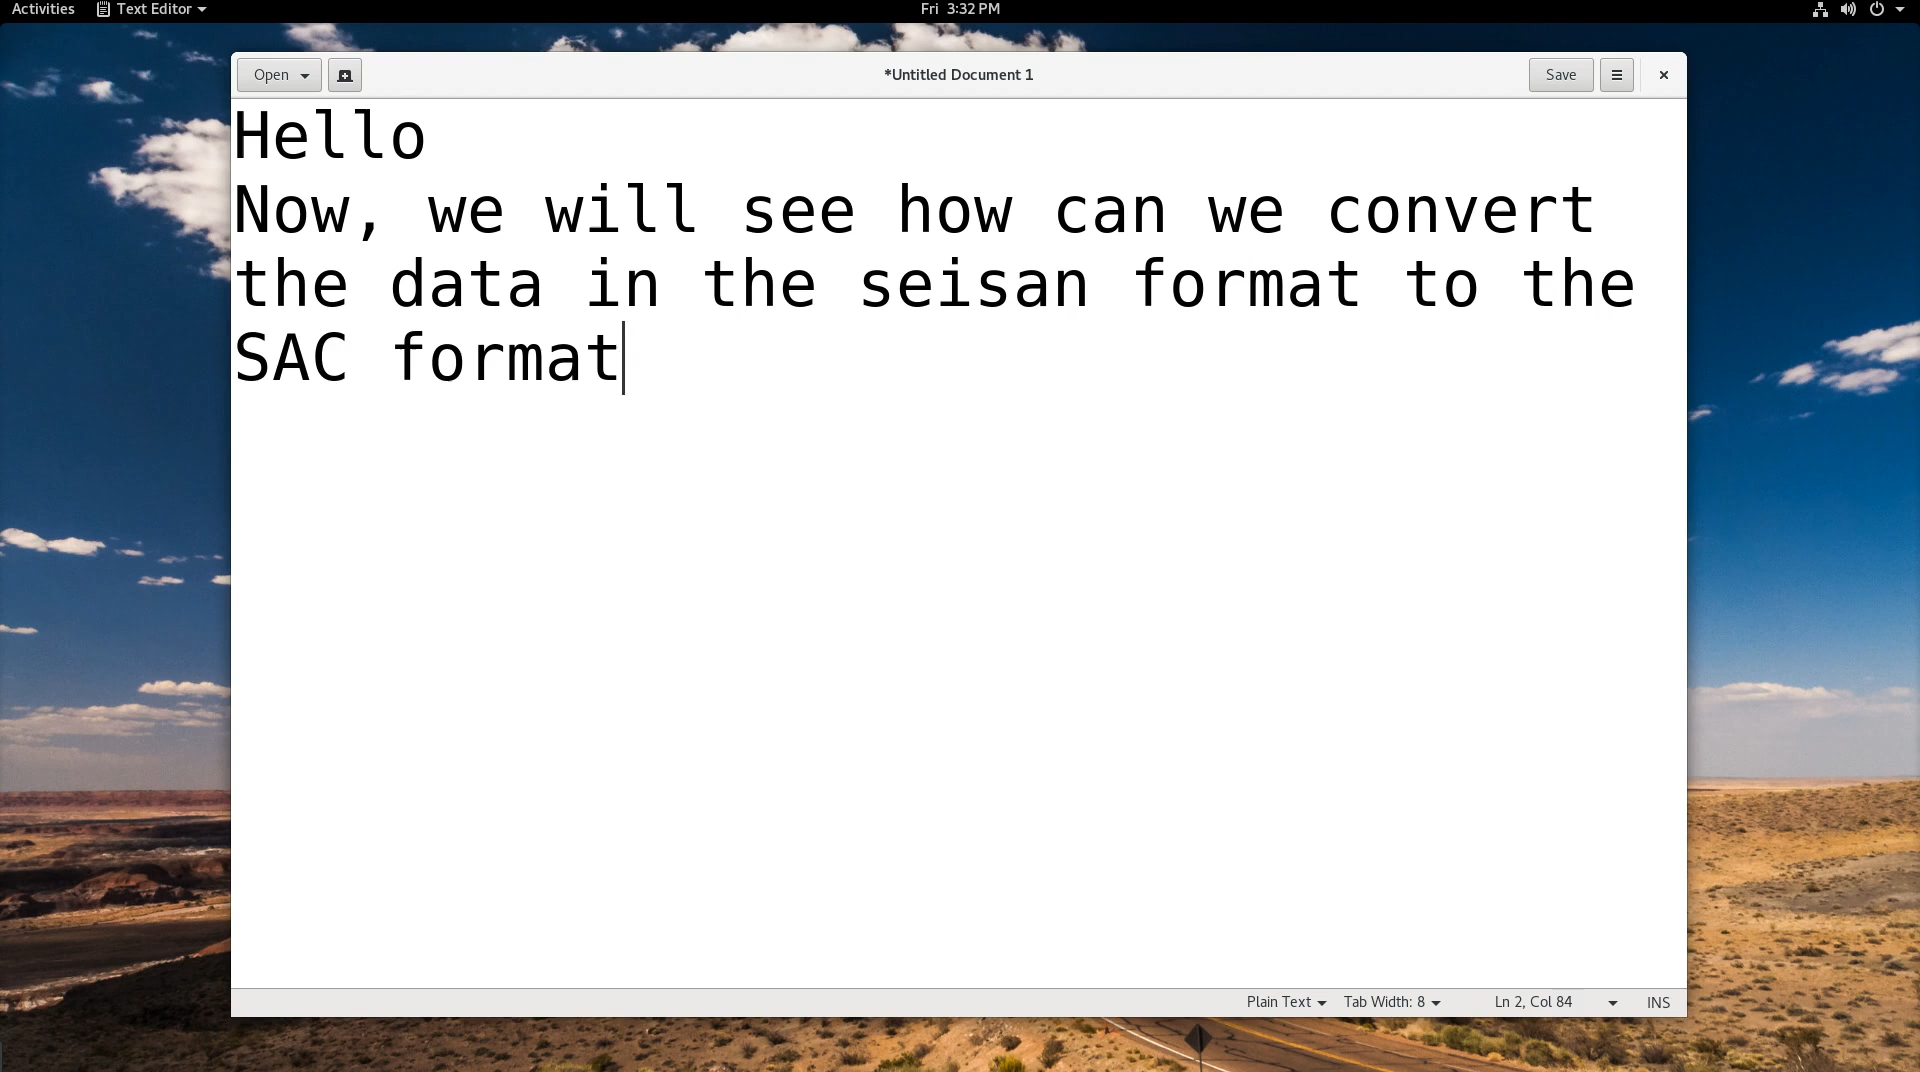 Activities Text Editor Fri 3:32 PM
Open *Untitled Document 1 Save
Hello
Now, we will see how can we convert
the data in the seisan format to the
SAC format
Plain Text Tab Width: 8 Ln 2, Col 84 INS